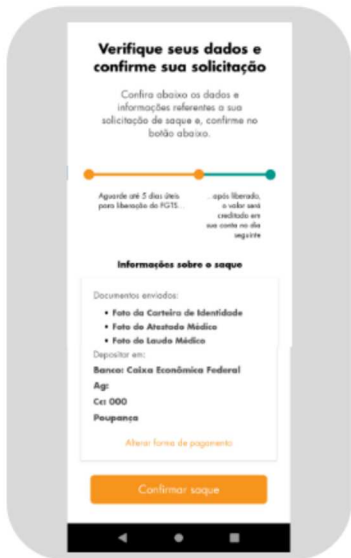 Verifique seus dados e
confirme sua solicitação
Confira abaixo os dados e
informações referentes a sua
solicitação de saque e, confirme no
botão abaixo.
Aguarde até 5 dias úteis
para liberação do FGTS...
...após liberado,
o valor será
creditado em
sua conta no dia
seguinte
Informações sobre o saque
Documentos enviados:
• Foto da Carteira de Identidade
• Foto do Atestado Médico
• Foto do Laudo Médico
Depositar em:
Banco: Caixa Econômica Federal
Ag:
Cc: 000
Poupança
Alterar forma de pagamento
Confirmar saque